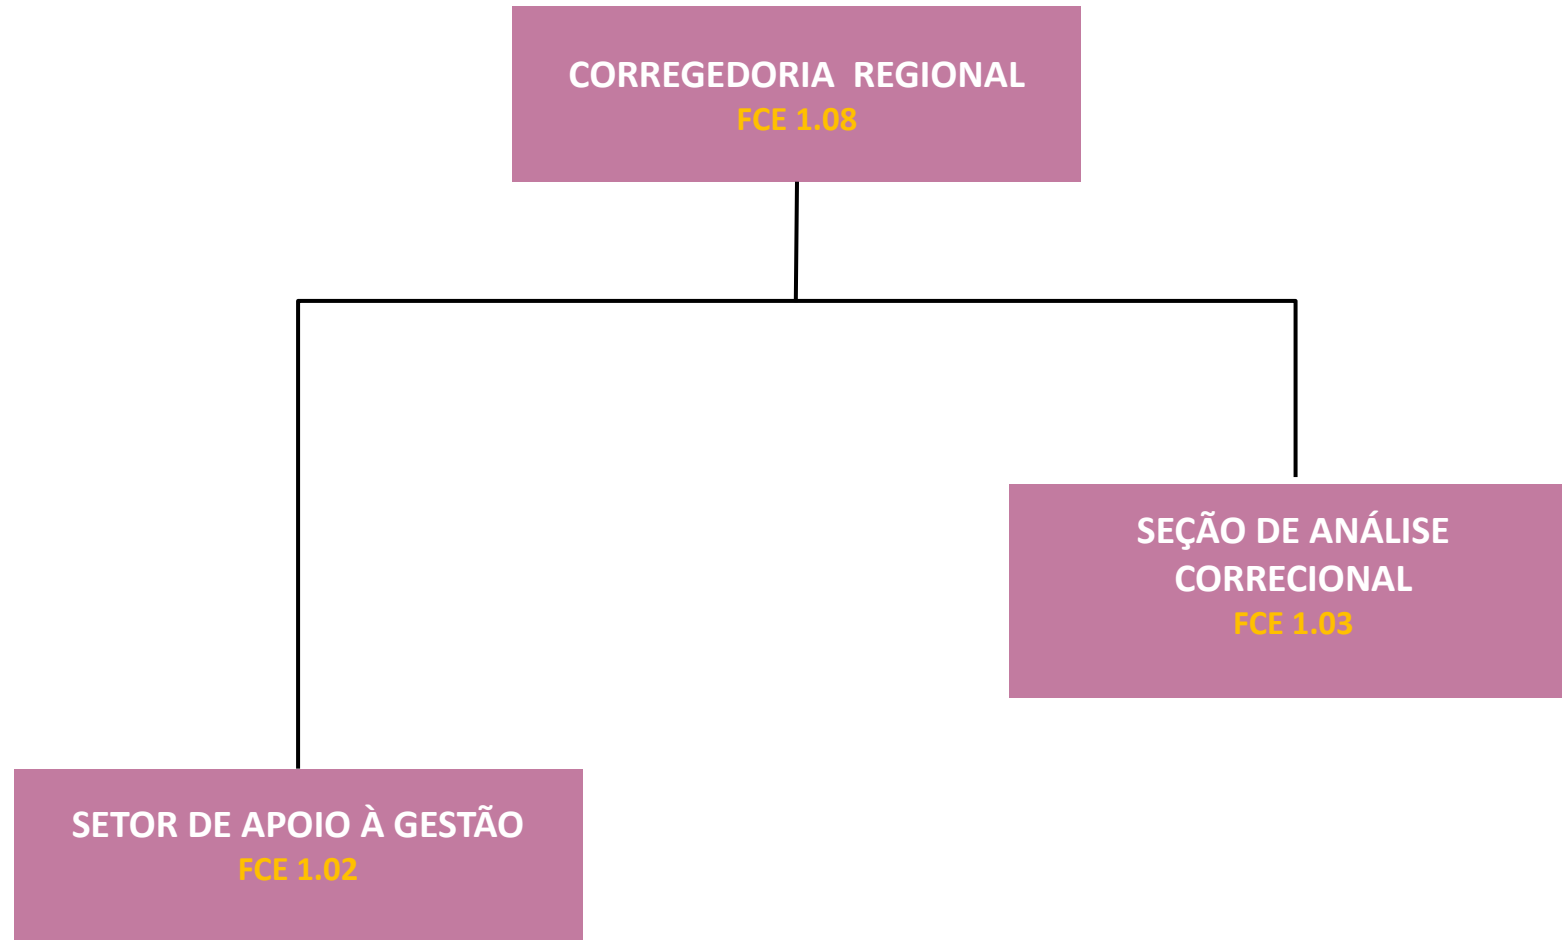 CORREGEDORIA REGIONAL
FCE 1.08
SEÇÃO DE ANÁLISE
CORRECIONAL
FCE 1.03
SETOR DE APOIO À GESTÃO
FCE 1.02